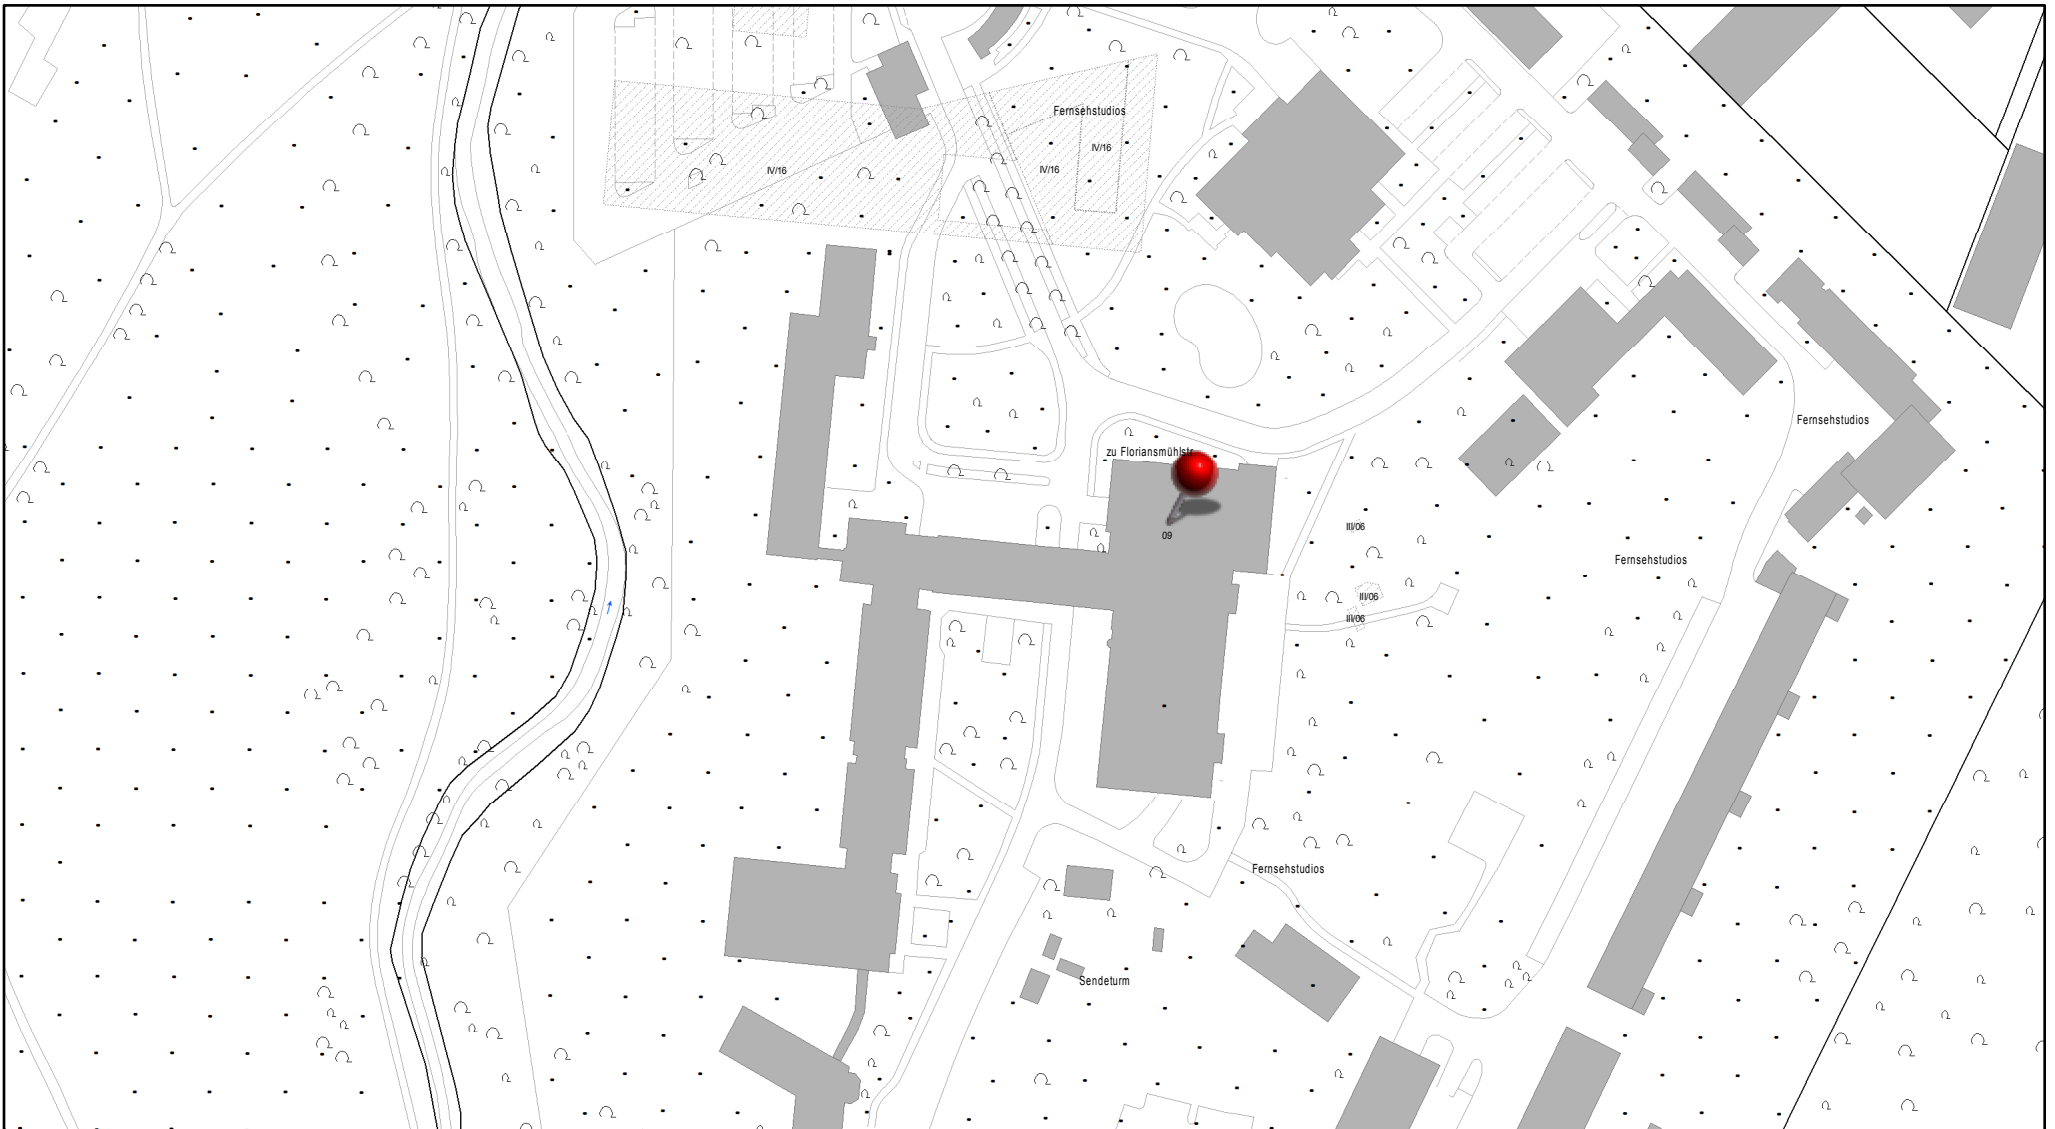 Fernsehstudios
IV/16
IV/16
IV/16
Fernsehstudios
zu Floriansmühlstr
III/06
09
Fernsehstudios
III/06
III/06
Fernsehstudios
Sendeturm